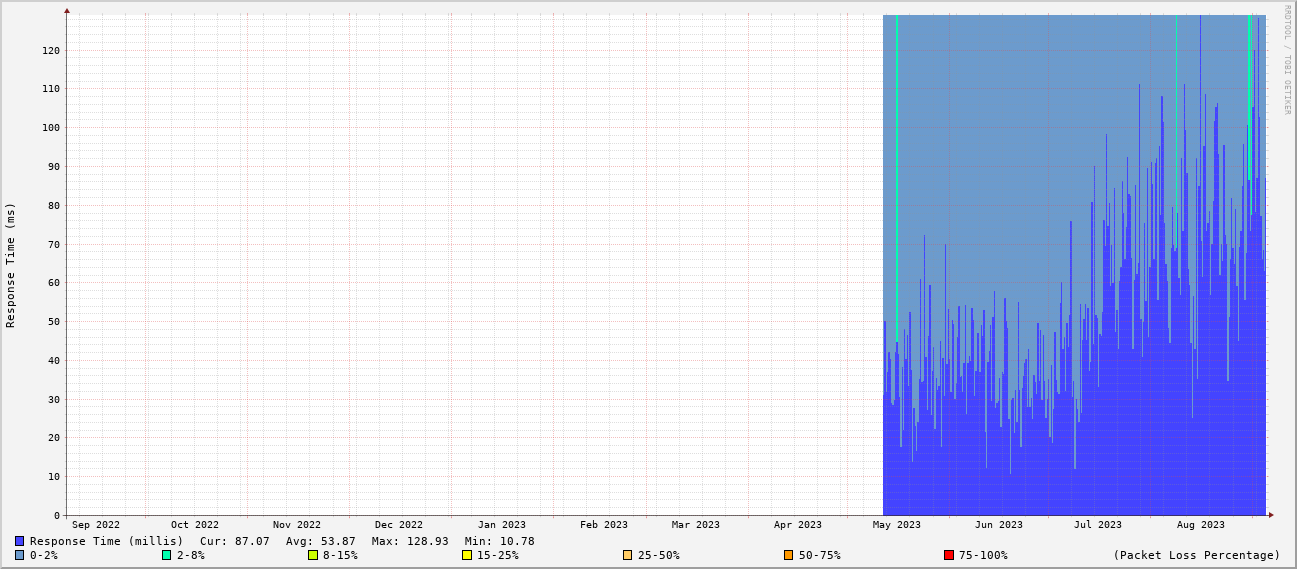 RRDTOOL / TOBI OETIKER
Response Time (ms)
120
110
100
90
80
70
60
50
40
30
20
10
0
Sep 2022 Oct 2022 Nov 2022 Dec 2022 Jan 2023 Feb 2023 Mar 2023 Apr 2023 May 2023 Jun 2023 Jul 2023 Aug 2023
Response Time (millis) Cur: 87.07 Avg: 53.87 Max: 128.93 Min: 10.78
0-2% 2-8% 8-15% 15-25% 25-50% 50-75% 75-100% (Packet Loss Percentage)